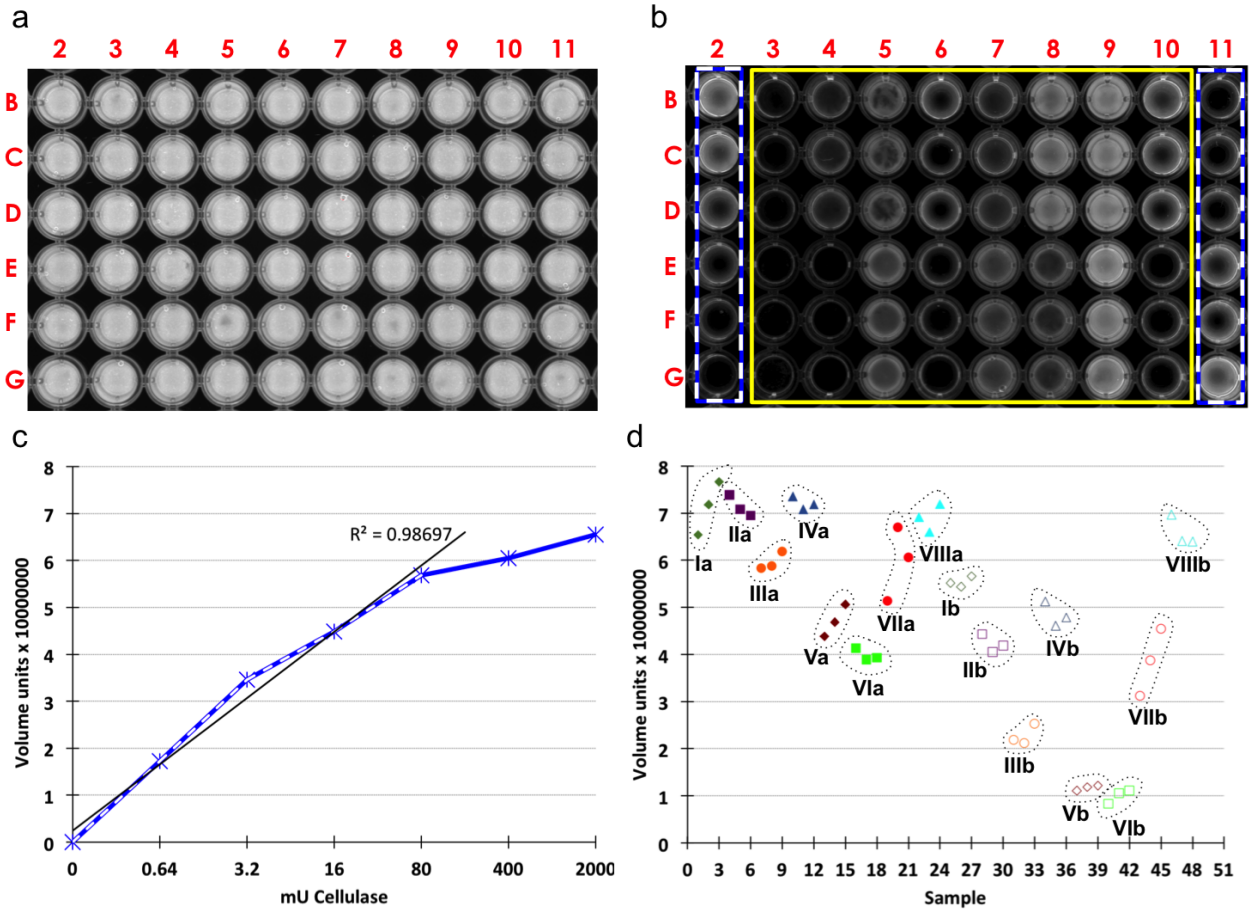 a
2 3 4 5 6 7 8 9 10 11
B
C
D
E
F
G
b
2 3 4 5 6 7 8 9 10 11
B
C
D
E
F
G
c
8
7
6
5
4
3
2
1
0
Volume units x 10000000
R² = 0.98697
0 0.64 3.2 16 80 400 2000
mU Cellulase
d
8
7
6
5
4
3
2
1
0
Volume units x 10000000
Ia
IIa
IIIa
IVa
Va
VIa
VIIa
VIIIa
Ib
IIb
IIIb
IVb
Vb
VIb
VIIb
VIIIb
0 3 6 9 12 15 18 21 24 27 30 33 36 39 42 45 48 51
Sample